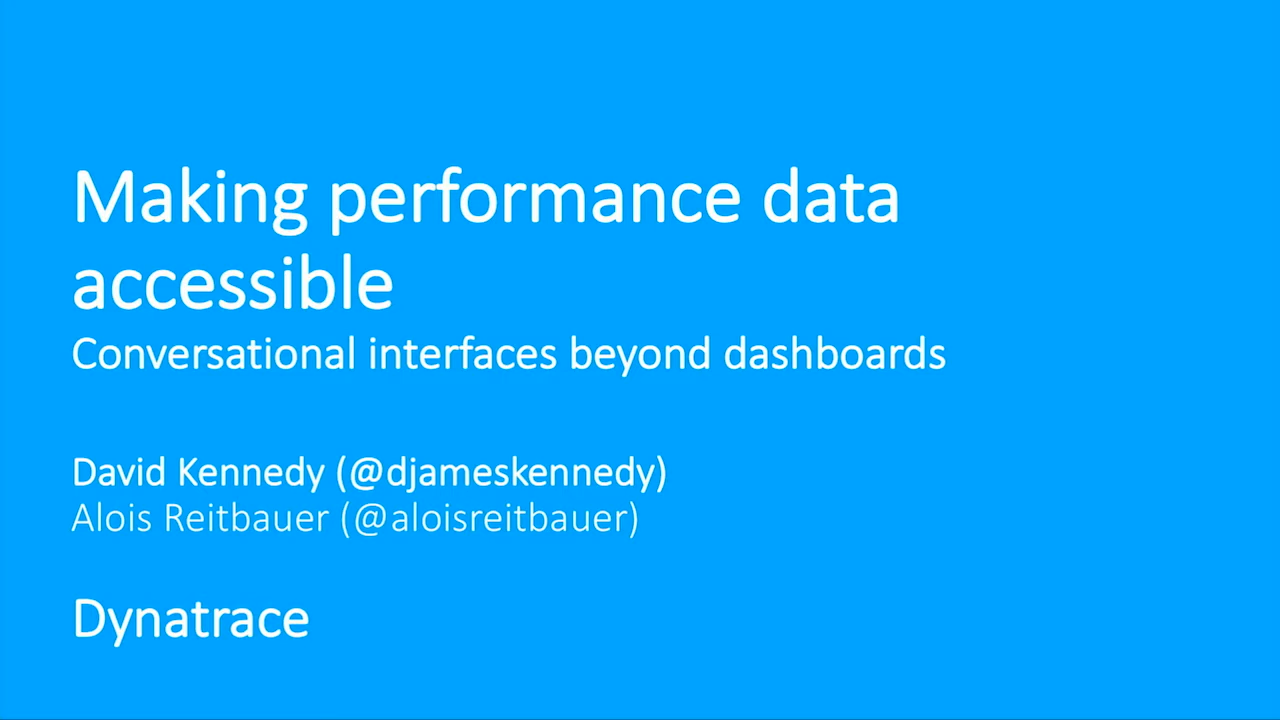 Making performance data
accessible
Conversational interfaces beyond dashboards
David Kennedy (@djameskennedy)
Alois Reitbauer (@aloisreitbauer)
Dynatrace